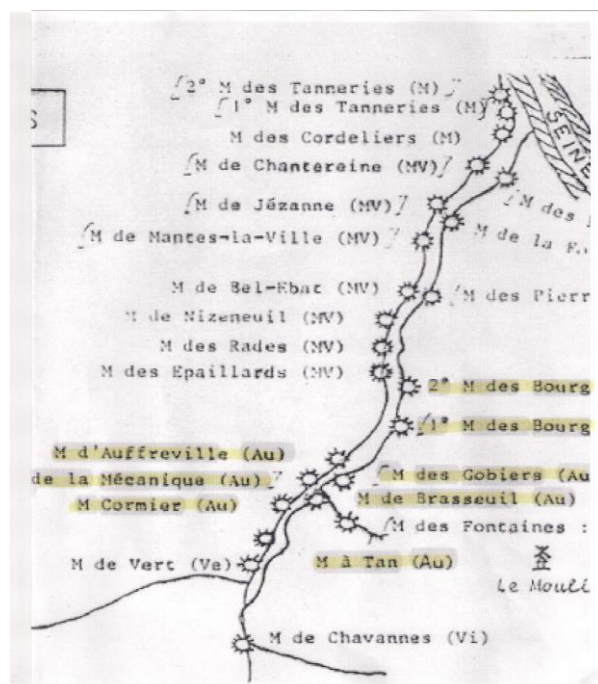 ⌈2° M des Tanneries (M)⌉
⌈1° M des Tanneries (M)⌉
S
M des Cordeliers (M)
SEINE
⌈M de Chantereine (MV)⌉
⌈M de Jézanne (MV)⌉
⌈M des
⌈M de Mantes-la-Ville (MV)⌉
M de la
M de Bel-Ebat (MV)
⌈M des Pierr
M de Nizeneuil (MV)
M des Rades (MV)
M des Epaillards (MV)
2° M des Bourg
⌈1° M des Bourg
M d'Auffreville (Au)
de la Mécanique (Au)⌉
⌈M des Gobiers (Au
M Cormier (Au)
M de Brasseuil (Au)
⌈M des Fontaines :
M de Vert (Ve)
M à Tan (Au)
Le Mouli
M de Chavannes (Vi)